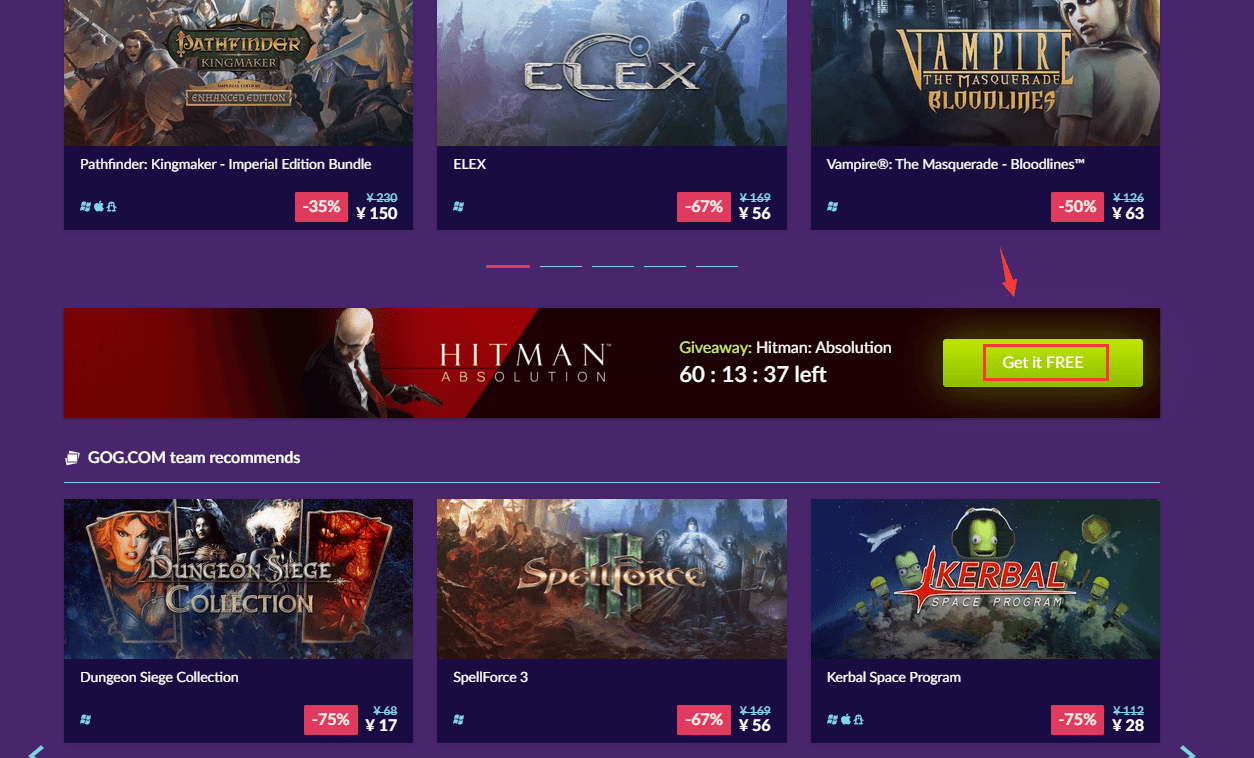 PATHFINDER
KINGMAKER
IMPERIAL EDITION
ENHANCED EDITION
ELEX
VAMPIRE
THE MASQUERADE
BLOODLINES
Pathfinder: Kingmaker - Imperial Edition Bundle
ELEX
Vampire®: The Masquerade - Bloodlines™
-35%
¥ 230
¥ 150
-67%
¥ 169
¥ 56
-50%
¥ 126
¥ 63
HITMAN™
ABSOLUTION
Giveaway: Hitman: Absolution
60 : 13 : 37 left
Get it FREE
GOG.COM team recommends
DUNGEON SIEGE
COLLECTION
SPELLFORCE
III
KERBAL
SPACE PROGRAM
Dungeon Siege Collection
SpellForce 3
Kerbal Space Program
-75%
¥ 68
¥ 17
-67%
¥ 169
¥ 56
-75%
¥ 112
¥ 28